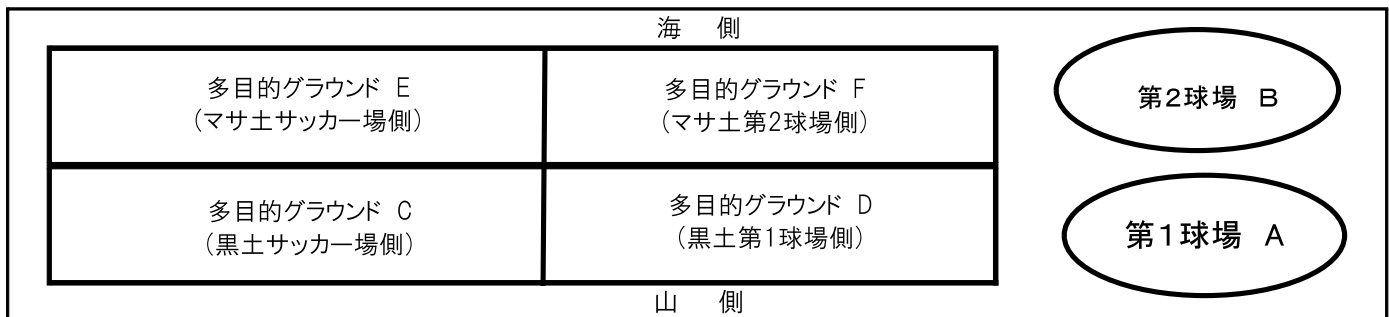 海 側
多目的グラウンド E
(マサ土サッカー場側)
多目的グラウンド F
(マサ土第2球場側)
第2球場 B
多目的グラウンド C
(黒土サッカー場側)
多目的グラウンド D
(黒土第1球場側)
第1球場 A
山 側